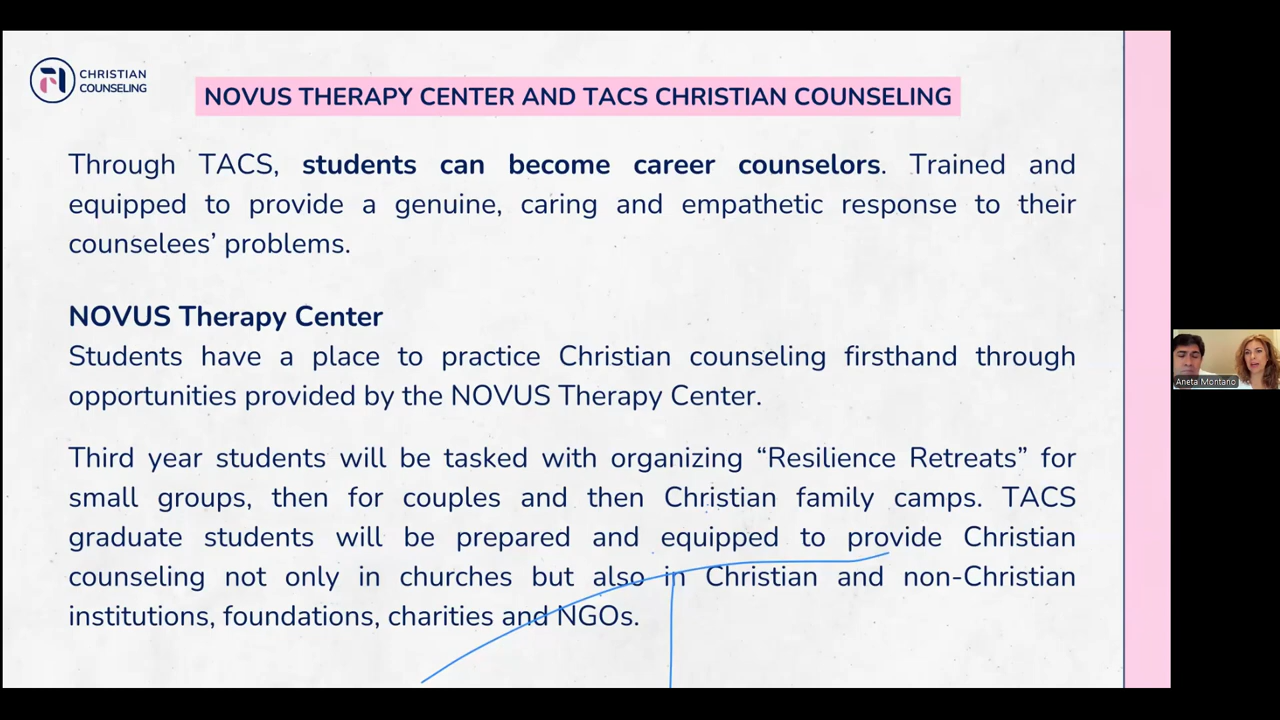 CHRISTIAN
COUNSELING
NOVUS THERAPY CENTER AND TACS CHRISTIAN COUNSELING
Through TACS, students can become career counselors. Trained and
equipped to provide a genuine, caring and empathetic response to their
counselees’ problems.
NOVUS Therapy Center
Students have a place to practice Christian counseling firsthand through
opportunities provided by the NOVUS Therapy Center.
Third year students will be tasked with organizing “Resilience Retreats” for
small groups, then for couples and then Christian family camps. TACS
graduate students will be prepared and equipped to provide Christian
counseling not only in churches but also in Christian and non-Christian
institutions, foundations, charities and NGOs.
Aneta Montano